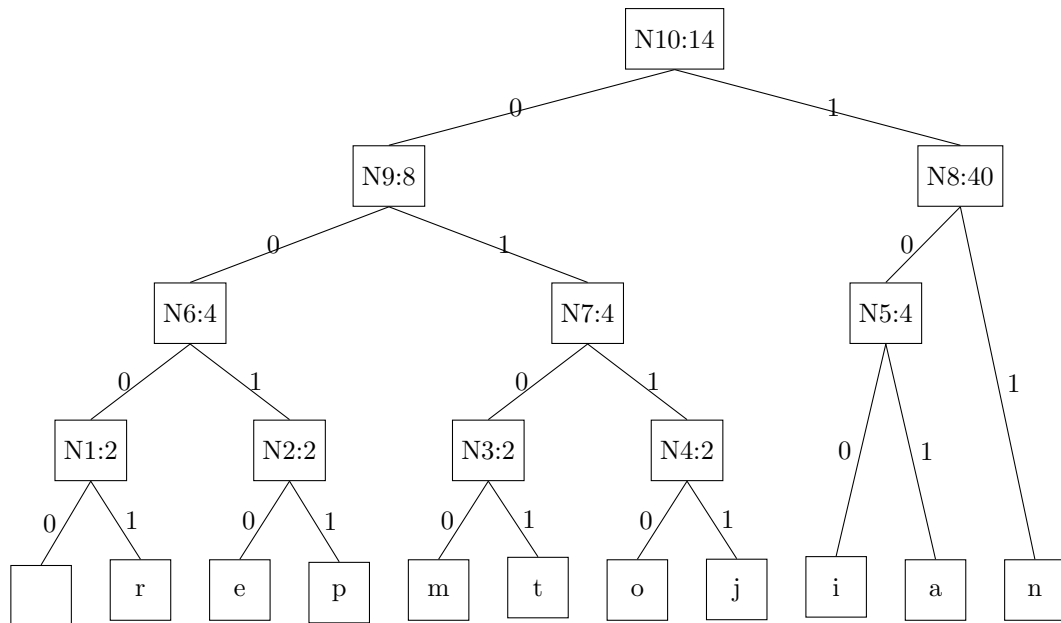 N10:14
0 1
N9:8 N8:40
0 1 0
N6:4 N7:4 N5:4
0 1 0 1 1
N1:2 N2:2 N3:2 N4:2 0 1
0 1 0 1 0 1 0 1
r e p m t o j i a n